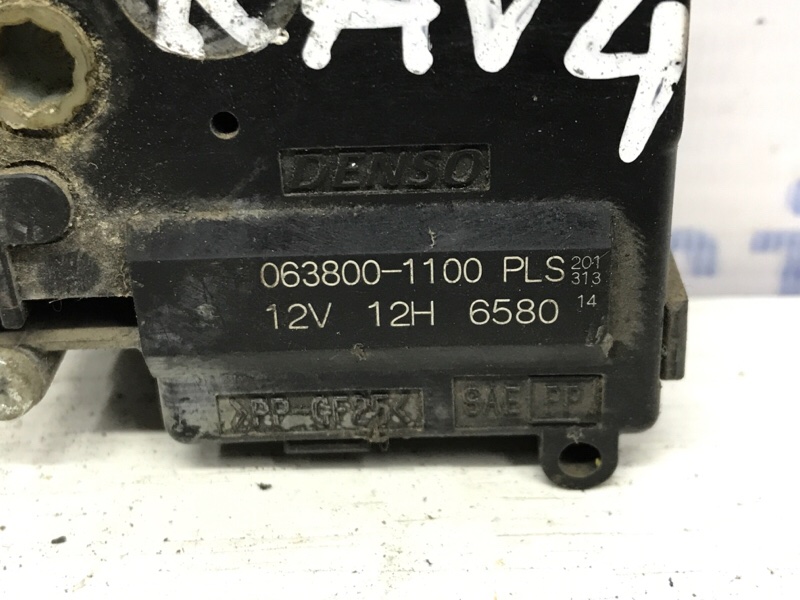 RAV4
DENSO
063800-1100 PLS 201
313
12V 12H 6580 14
>PP-GF25<
SAE PP